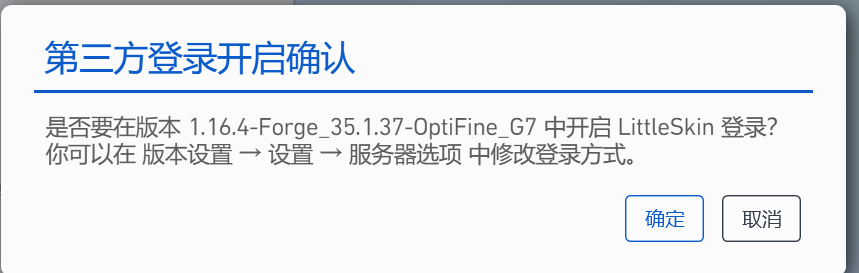 第三方登录开启确认
是否要在版本 1.16.4-Forge_35.1.37-OptiFine_G7 中开启 LittleSkin 登录?
你可以在 版本设置 → 设置 → 服务器选项 中修改登录方式。
确定 取消